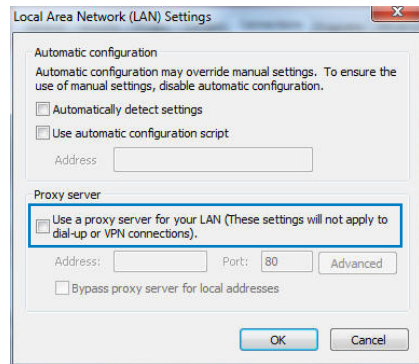 Local Area Network (LAN) Settings
Automatic configuration
Automatic configuration may override manual settings. To ensure the
use of manual settings, disable automatic configuration.
Automatically detect settings
Use automatic configuration script
Address
Proxy server
Use a proxy server for your LAN (These settings will not apply to
dial-up or VPN connections).
Address:
Port: 80 Advanced
Bypass proxy server for local addresses
OK Cancel